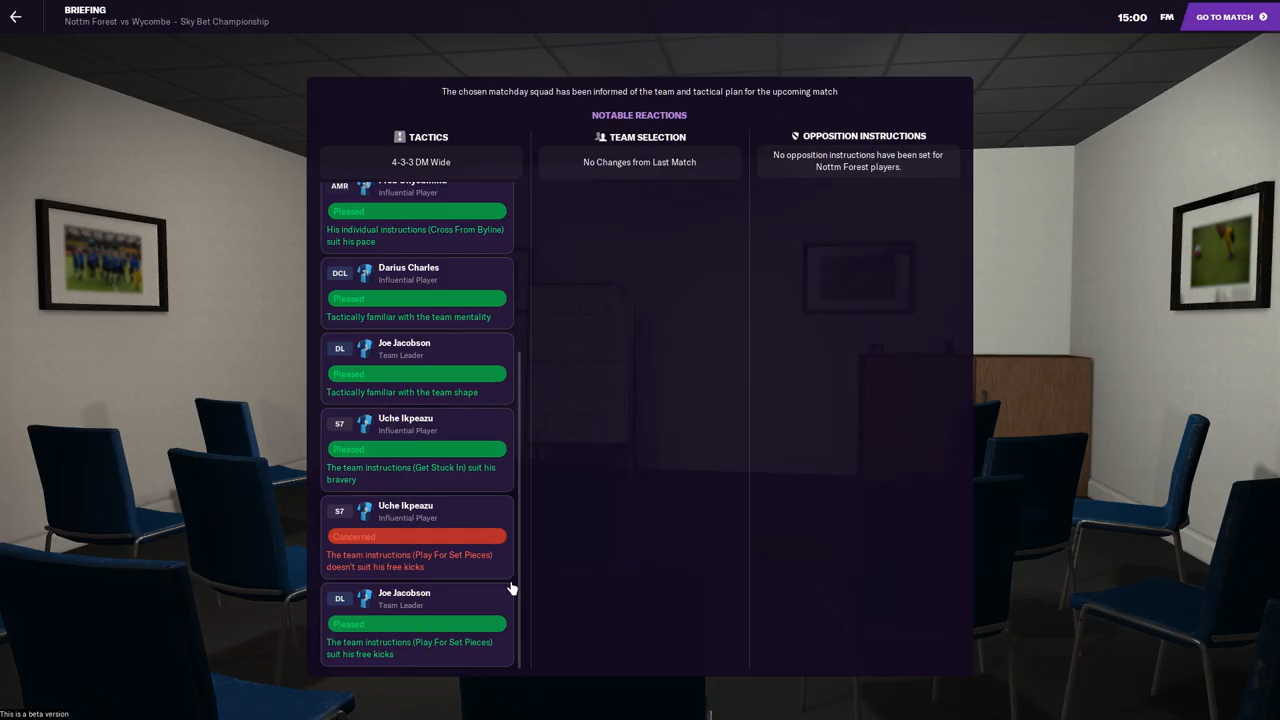 BRIEFING
Nottm Forest vs Wycombe - Sky Bet Championship
15:00
FM
GO TO MATCH
The chosen matchday squad has been informed of the team and tactical plan for the upcoming match
NOTABLE REACTIONS
TACTICS
4-3-3 DM Wide
AMR
Influential Player
Pleased
His individual instructions (Cross From Byline)
suit his pace
DCL
Darius Charles
Influential Player
Pleased
Tactically familiar with the team mentality
DL
Joe Jacobson
Team Leader
Pleased
Tactically familiar with the team shape
S7
Uche Ikpeazu
Influential Player
Pleased
The team instructions (Get Stuck In) suit his
bravery
S7
Uche Ikpeazu
Influential Player
Concerned
The team instructions (Play For Set Pieces)
doesn't suit his free kicks
DL
Joe Jacobson
Team Leader
Pleased
The team instructions (Play For Set Pieces)
suit his free kicks
TEAM SELECTION
No Changes from Last Match
OPPOSITION INSTRUCTIONS
No opposition instructions have been set for
Nottm Forest players.
This is a beta version